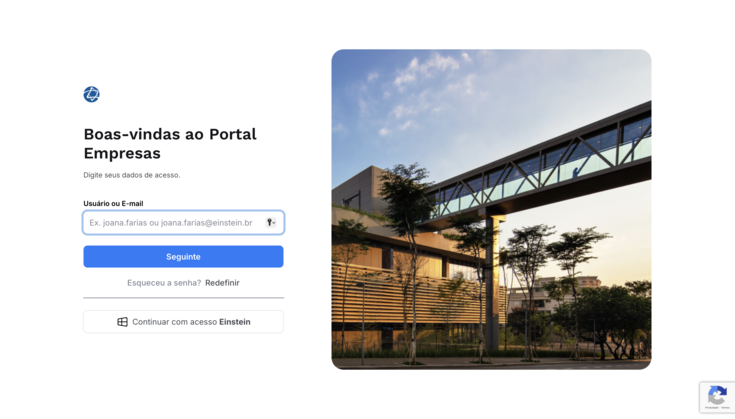 Boas-vindas ao Portal
Empresas
Digite seus dados de acesso.
Usuário ou E-mail
Ex. joana.farias ou joana.farias@einstein.br
Seguinte
Esqueceu a senha? Redefinir
Continuar com acesso Einstein